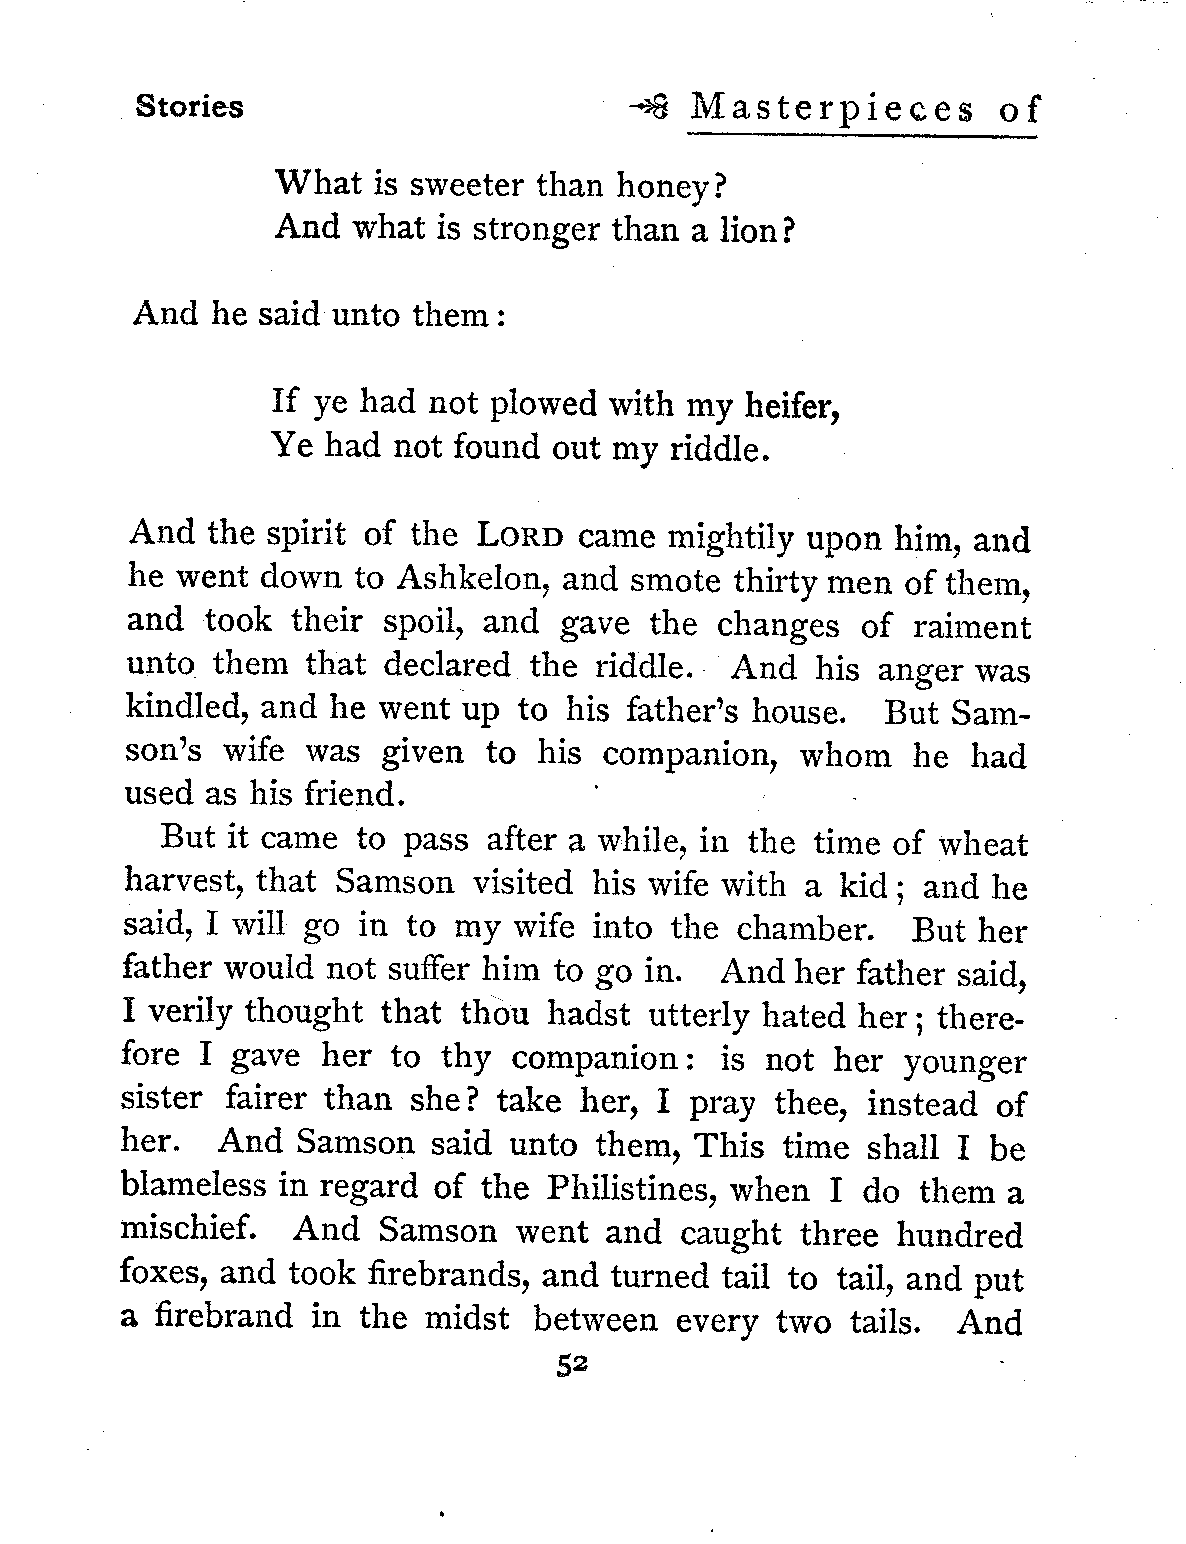 Stories
Masterpieces of
What is sweeter than honey?
And what is stronger than a lion?
And he said unto them:
If ye had not plowed with my heifer,
Ye had not found out my riddle.
And the spirit of the LORD came mightily upon him, and
he went down to Ashkelon, and smote thirty men of them,
and took their spoil, and gave the changes of raiment
unto them that declared the riddle. And his anger was
kindled, and he went up to his father's house. But Sam-
son's wife was given to his companion, whom he had
used as his friend.
But it came to pass after a while, in the time of wheat
harvest, that Samson visited his wife with a kid; and he
said, I will go in to my wife into the chamber. But her
father would not suffer him to go in. And her father said,
I verily thought that thou hadst utterly hated her; there-
fore I gave her to thy companion: is not her younger
sister fairer than she? take her, I pray thee, instead of
her. And Samson said unto them, This time shall I be
blameless in regard of the Philistines, when I do them a
mischief. And Samson went and caught three hundred
foxes, and took firebrands, and turned tail to tail, and put
a firebrand in the midst between every two tails. And
52